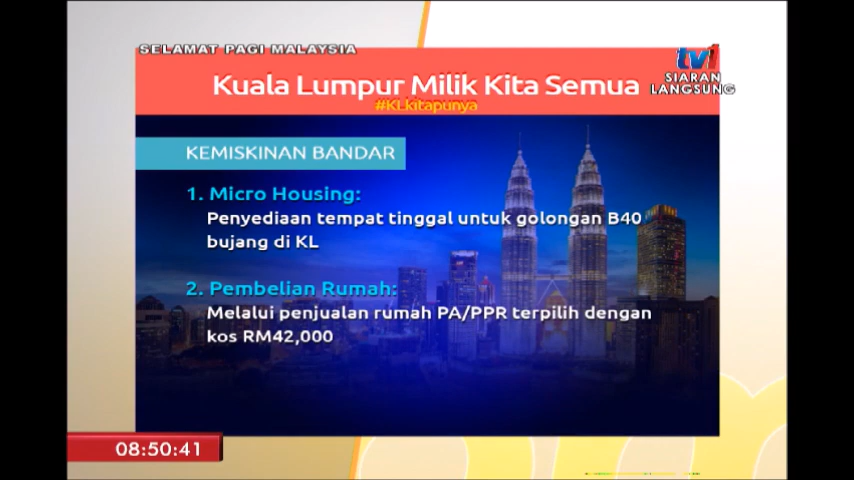 SELAMAT PAGI MALAYSIA
tv1
SIARAN
LANGSUNG
Kuala Lumpur Milik Kita Semua
#KLkitapunya
KEMISKINAN BANDAR
1. Micro Housing:
Penyediaan tempat tinggal untuk golongan B40
bujang di KL
2. Pembelian Rumah:
Melalui penjualan rumah PA/PPR terpilih dengan
kos RM42,000
08:50:41